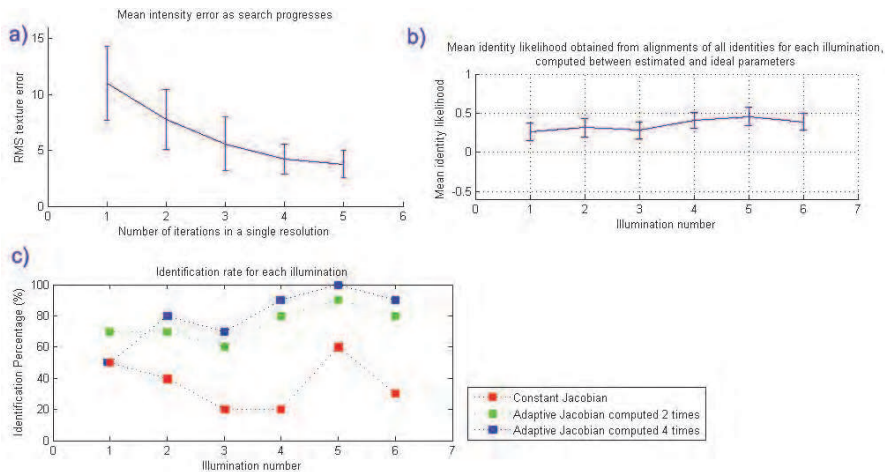 a)
Mean intensity error as search progresses
15
10
5
0
RMS texture error
0 1 2 3 4 5 6
Number of iterations in a single resolution
b)
Mean identity likelihood obtained from alignments of all identities for each illumination,
computed between estimated and ideal parameters
1
0.5
0
-0.5
Mean identity likelihood
0 1 2 3 4 5 6 7
Illumination number
c)
Identification rate for each illumination
100
80
60
40
20
0
Identification Percentage (%)
0 1 2 3 4 5 6 7
Illumination number
Constant Jacobian
Adaptive Jacobian computed 2 times
Adaptive Jacobian computed 4 times